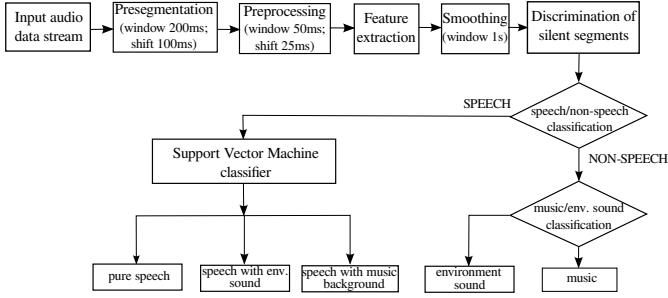 Input audio
data stream
Presegmentation
(window 200ms;
shift 100ms)
Preprocessing
(window 50ms;
shift 25ms)
Feature
extraction
Smoothing
(window 1s)
Discrimination of
silent segments
SPEECH
speech/non-speech
classification
NON-SPEECH
Support Vector Machine
classifier
music/env. sound
classification
pure speech
speech with env.
sound
speech with music
background
environment
sound
music